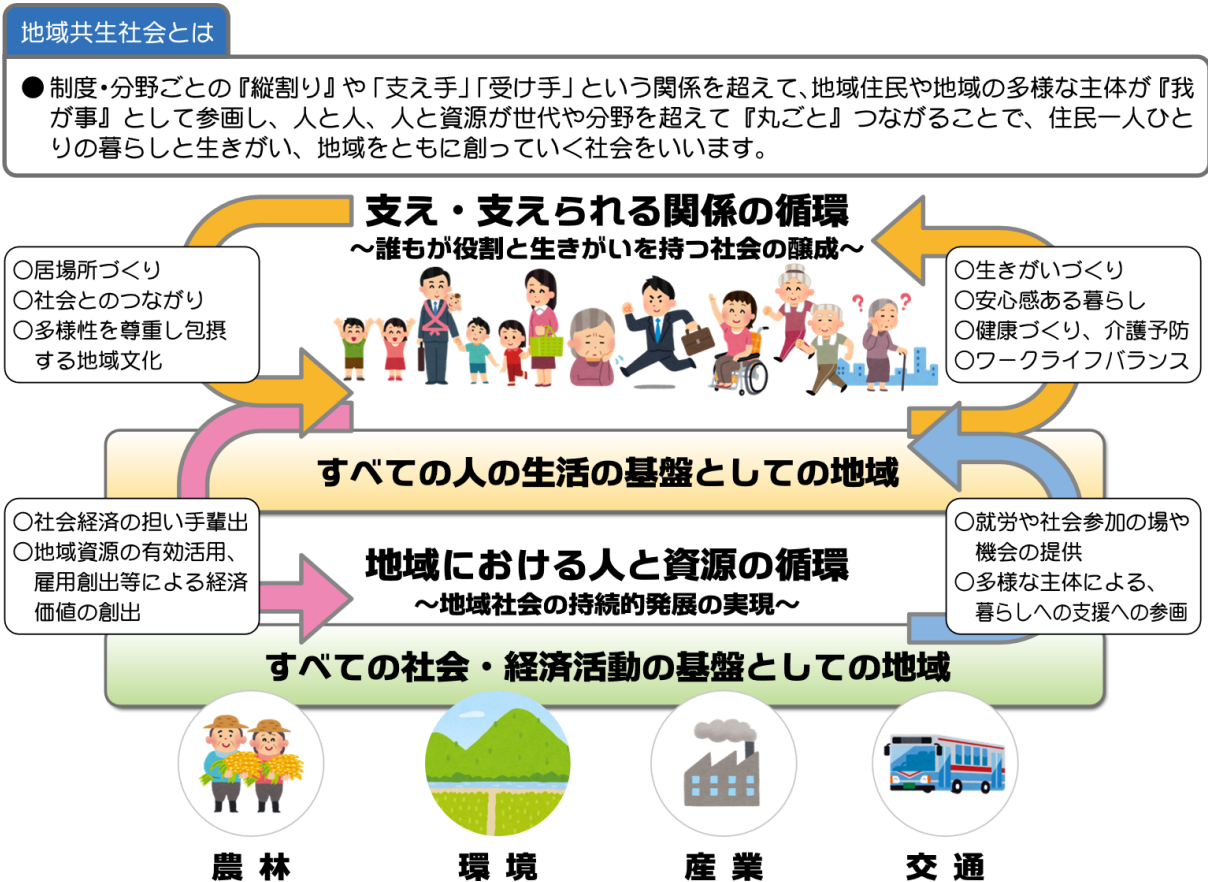 地域共生社会とは
● 制度・分野ごとの『縦割り』や「支え手」「受け手」という関係を超えて、地域住民や地域の多様な主体が『我
が事』として参画し、人と人、人と資源が世代や分野を超えて『丸ごと』つながることで、住民一人ひと
りの暮らしと生きがい、地域をともに創っていく社会をいいます。
支え・支えられる関係の循環
～誰もが役割と生きがいを持つ社会の醸成～
○居場所づくり
○社会とのつながり
○多様性を尊重し包摂
する地域文化
○生きがいづくり
○安心感ある暮らし
○健康づくり、介護予防
○ワークライフバランス
? ?
すべての人の生活の基盤としての地域
○社会経済の担い手輩出
○地域資源の有効活用、
雇用創出等による経済
価値の創出
地域における人と資源の循環
～地域社会の持続的発展の実現～
○就労や社会参加の場や
機会の提供
○多様な主体による、
暮らしへの支援への参画
すべての社会・経済活動の基盤としての地域
農 林
環 境
産 業
交 通